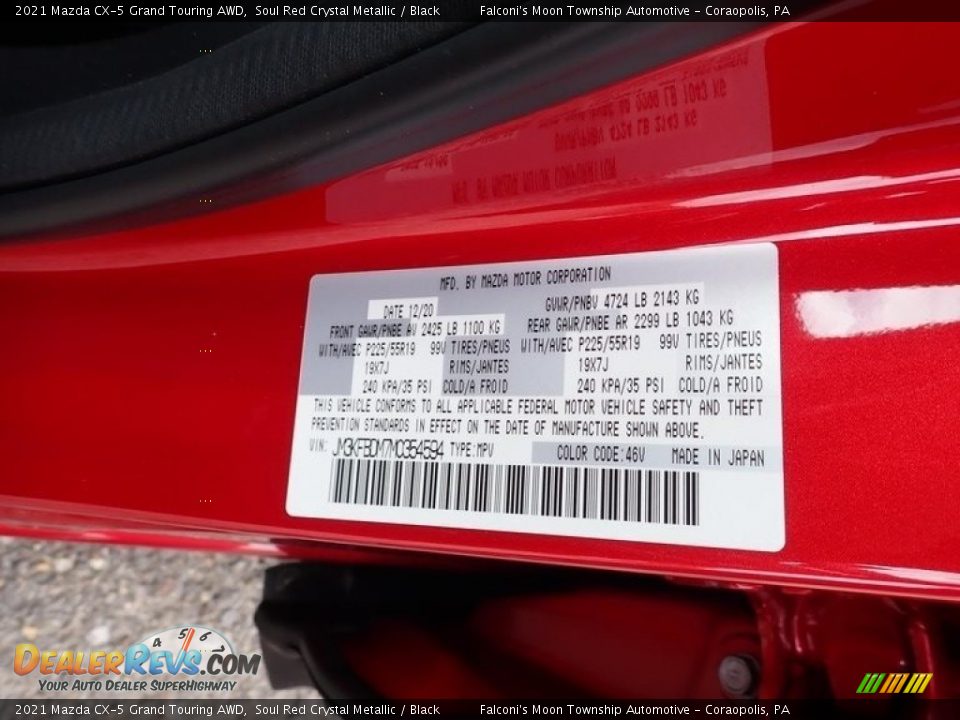 2021 Mazda CX-5 Grand Touring AWD, Soul Red Crystal Metallic / Black Falconi's Moon Township Automotive - Coraopolis, PA
MFD. BY MAZDA MOTOR CORPORATION
DATE 12/20 GVWR/PNBV 4724 LB 2143 KG
FRONT GAWR/PNBE AV 2425 LB 1100 KG REAR GAWR/PNBE AR 2299 LB 1043 KG
WITH/AVEC P225/55R19 99V TIRES/PNEUS WITH/AVEC P225/55R19 99V TIRES/PNEUS
19X7J RIMS/JANTES 19X7J RIMS/JANTES
240 KPA/35 PSI COLD/A FROID 240 KPA/35 PSI COLD/A FROID
THIS VEHICLE CONFORMS TO ALL APPLICABLE FEDERAL MOTOR VEHICLE SAFETY AND THEFT
PREVENTION STANDARDS IN EFFECT ON THE DATE OF MANUFACTURE SHOWN ABOVE.
VIN: JM3KFBDM7M0354594 TYPE:MPV COLOR CODE:46V MADE IN JAPAN
4 5 6
DealerRevs.com
Your Auto Dealer SuperHighway
2021 Mazda CX-5 Grand Touring AWD, Soul Red Crystal Metallic / Black Falconi's Moon Township Automotive - Coraopolis, PA